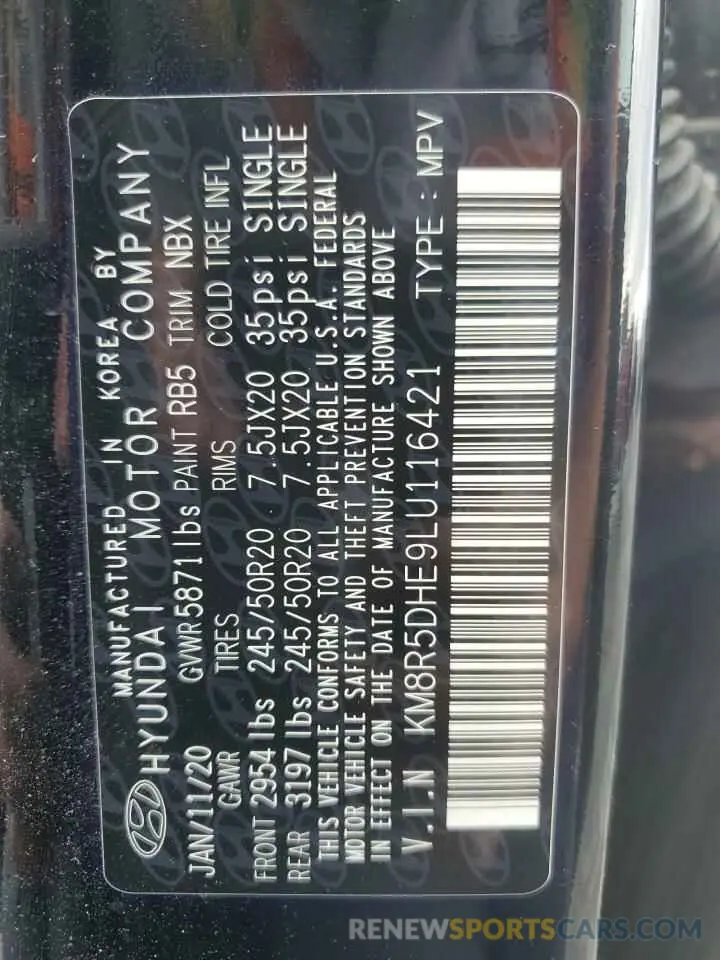 MANUFACTURED IN KOREA BY
HYUNDAI MOTOR COMPANY
JAN/11/20 GVWR 5871 lbs PAINT RB5 TRIM NBX
GAWR TIRES RIMS COLD TIRE INFL
FRONT 2954 lbs 245/50R20 7.5JX20 35psi SINGLE
REAR 3197 lbs 245/50R20 7.5JX20 35psi SINGLE
THIS VEHICLE CONFORMS TO ALL APPLICABLE U.S.A. FEDERAL
MOTOR VEHICLE SAFETY AND THEFT PREVENTION STANDARDS
IN EFFECT ON THE DATE OF MANUFACTURE SHOWN ABOVE
V.I.N KM8R5DHE9LU116421 TYPE : MPV
RENEWSPORTSCARS.COM